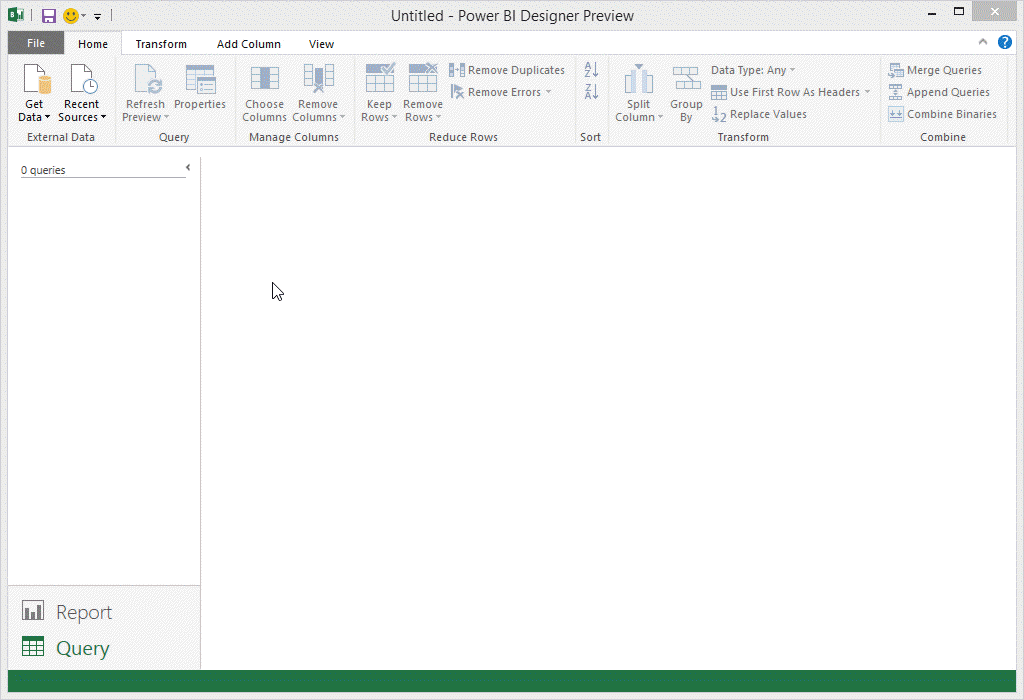 Untitled - Power BI Designer Preview
File Home Transform Add Column View
Get Data
Recent Sources
External Data
Refresh Preview
Properties
Query
Choose Columns
Remove Columns
Manage Columns
Keep Rows
Remove Rows
Remove Duplicates
Remove Errors
Reduce Rows
A
Z
Z
A
Sort
Split Column
Group By
Data Type: Any
Use First Row As Headers
1
2
Replace Values
Transform
Merge Queries
Append Queries
Combine Binaries
Combine
0 queries
Report
Query